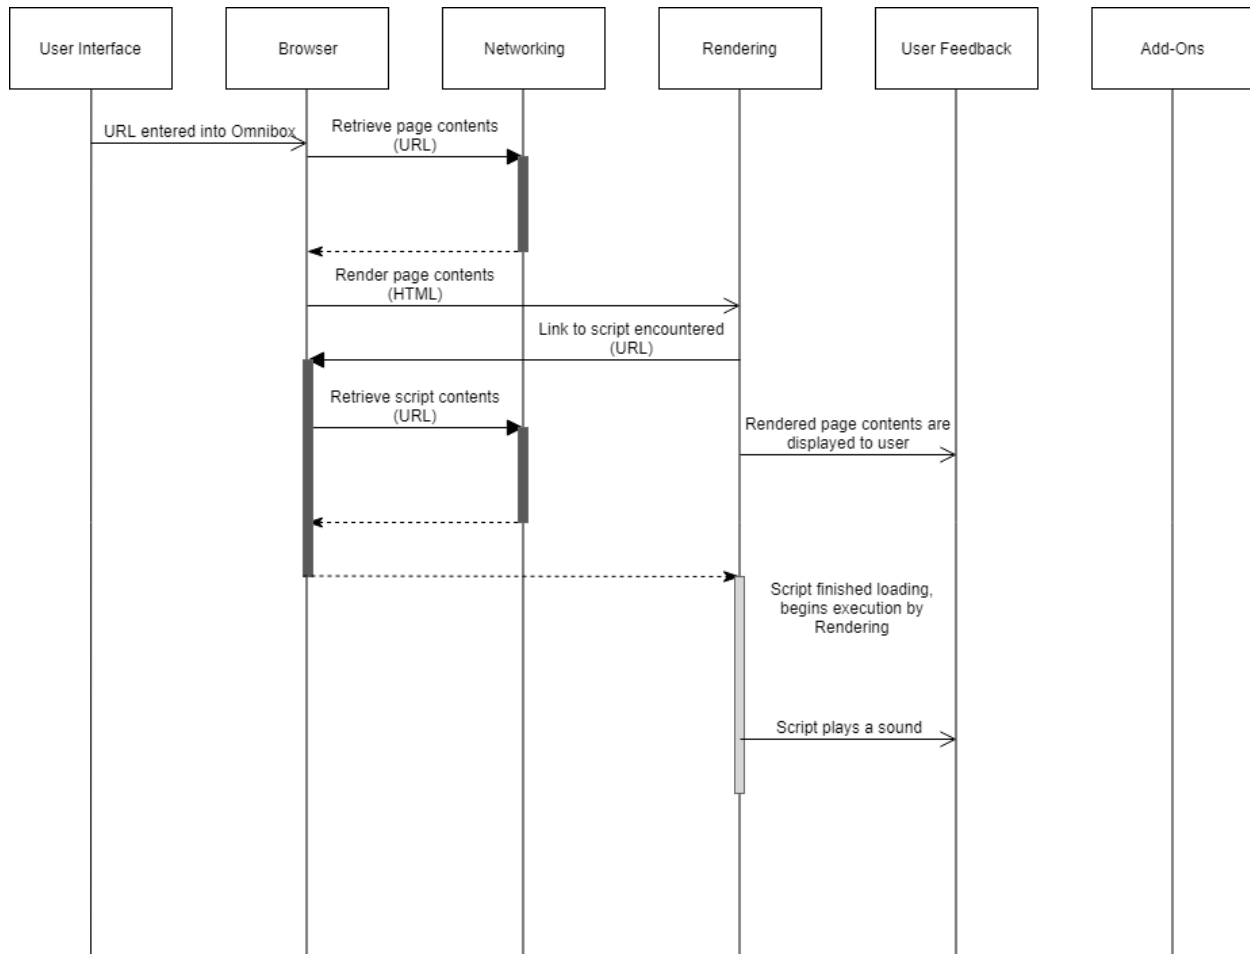 User Interface
Browser
Networking
Rendering
User Feedback
Add-Ons
URL entered into Omnibox
Retrieve page contents
(URL)
Render page contents
(HTML)
Link to script encountered
(URL)
Retrieve script contents
(URL)
Rendered page contents are
displayed to user
Script finished loading,
begins execution by
Rendering
Script plays a sound